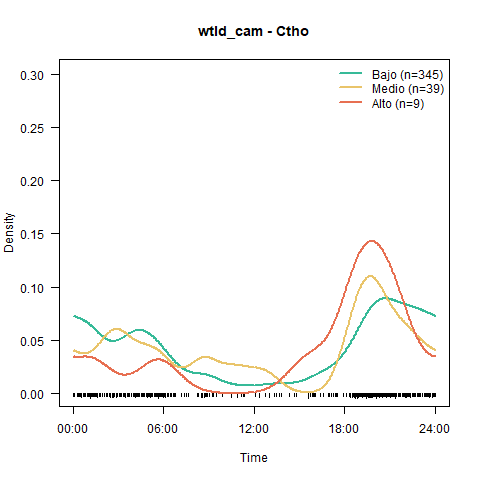 wtld_cam - Ctho
Bajo (n=345)
Medio (n=39)
Alto (n=9)
Density
0.30
0.25
0.20
0.15
0.10
0.05
0.00
00:00 06:00 12:00 18:00 24:00
Time